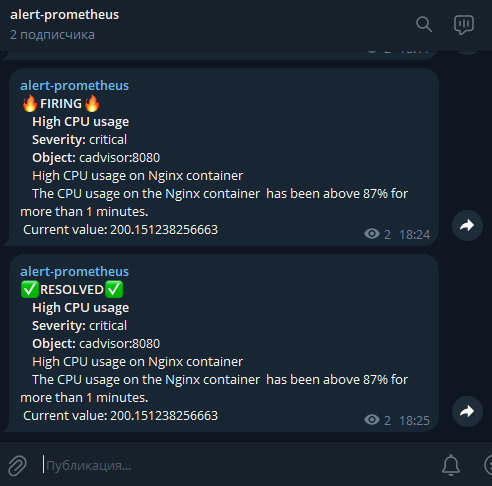 alert-prometheus
2 подписчика
alert-prometheus
🔥FIRING🔥
High CPU usage
Severity: critical
Object: cadvisor:8080
High CPU usage on Nginx container
The CPU usage on the Nginx container  has been above 87% for
more than 1 minutes.
Current value: 200.151238256663
2 18:24
alert-prometheus
✅RESOLVED✅
High CPU usage
Severity: critical
Object: cadvisor:8080
High CPU usage on Nginx container
The CPU usage on the Nginx container  has been above 87% for
more than 1 minutes.
Current value: 200.151238256663
2 18:25
Публикация...